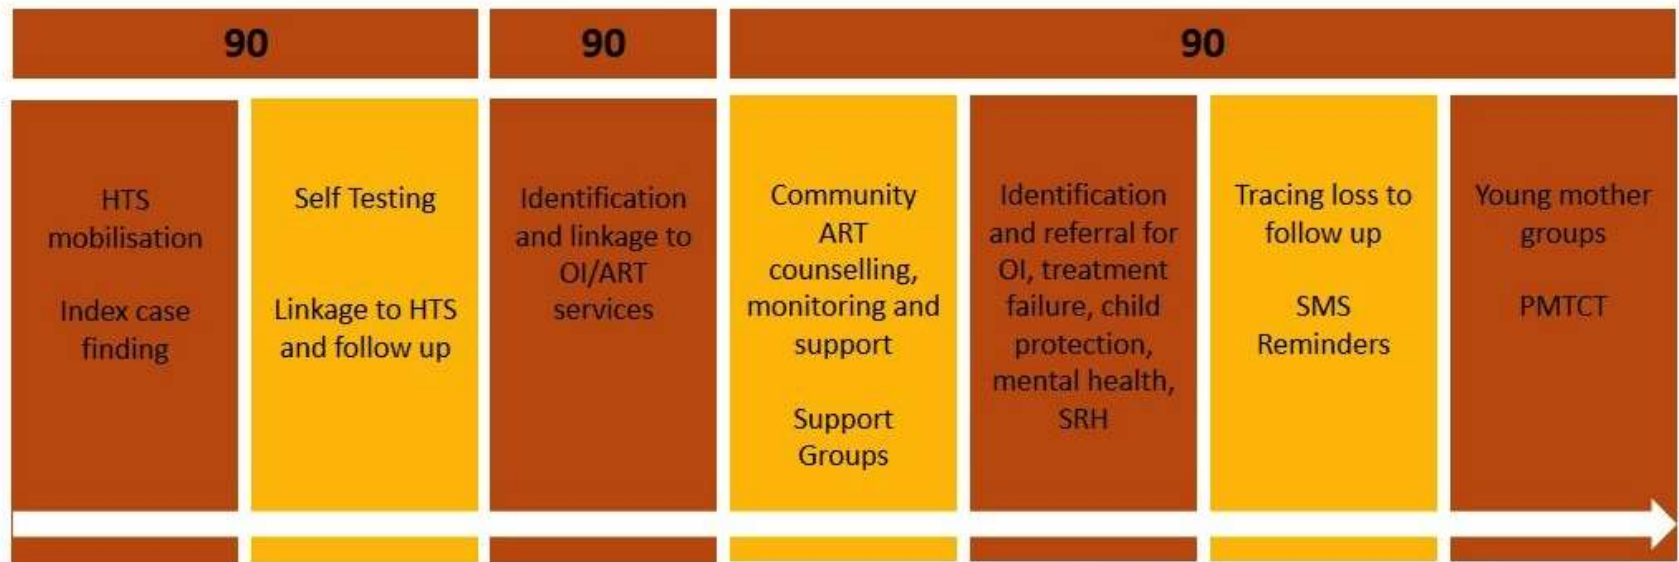 90
90
90
HTS
mobilisation
Index case
finding
Self Testing
Linkage to HTS
and follow up
Identification
and linkage to
OI/ART
services
Community
ART
counselling,
monitoring and
support
Support
Groups
Identification
and referral for
OI, treatment
failure, child
protection,
mental health,
SRH
Tracing loss to
follow up
SMS
Reminders
Young mother
groups
PMTCT